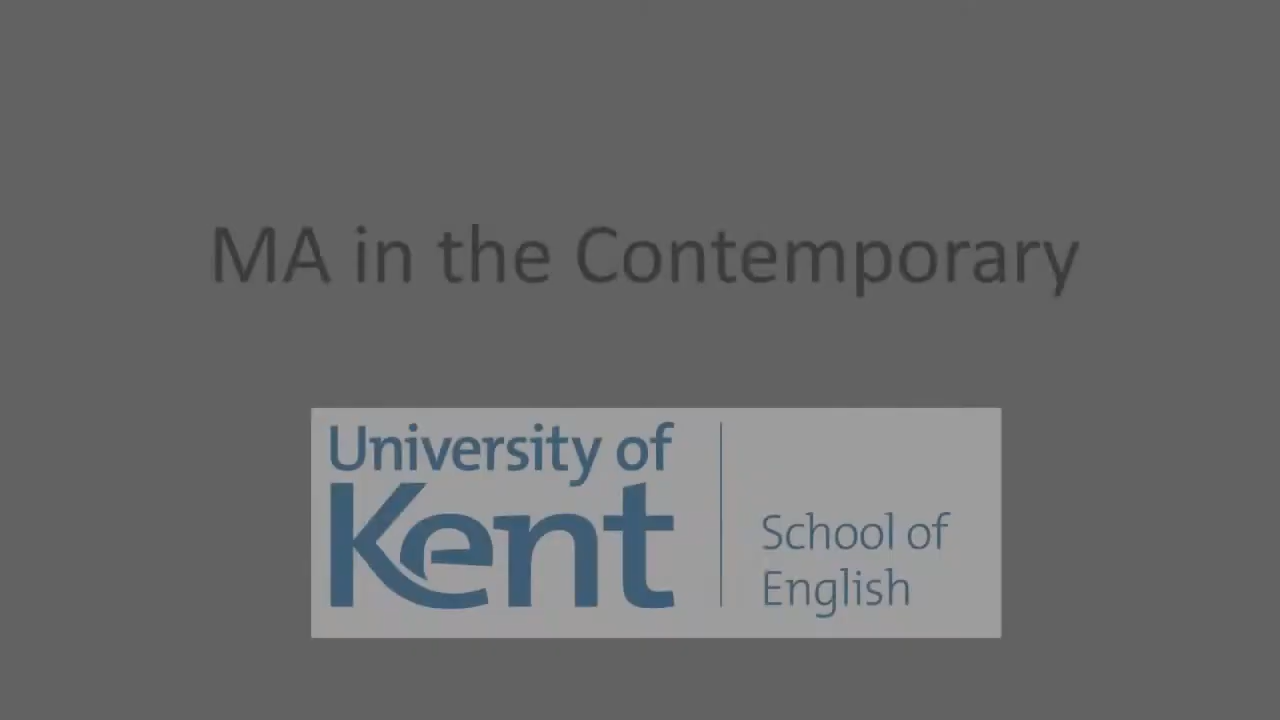 MA in the Contemporary
University of
Kent
School of
English